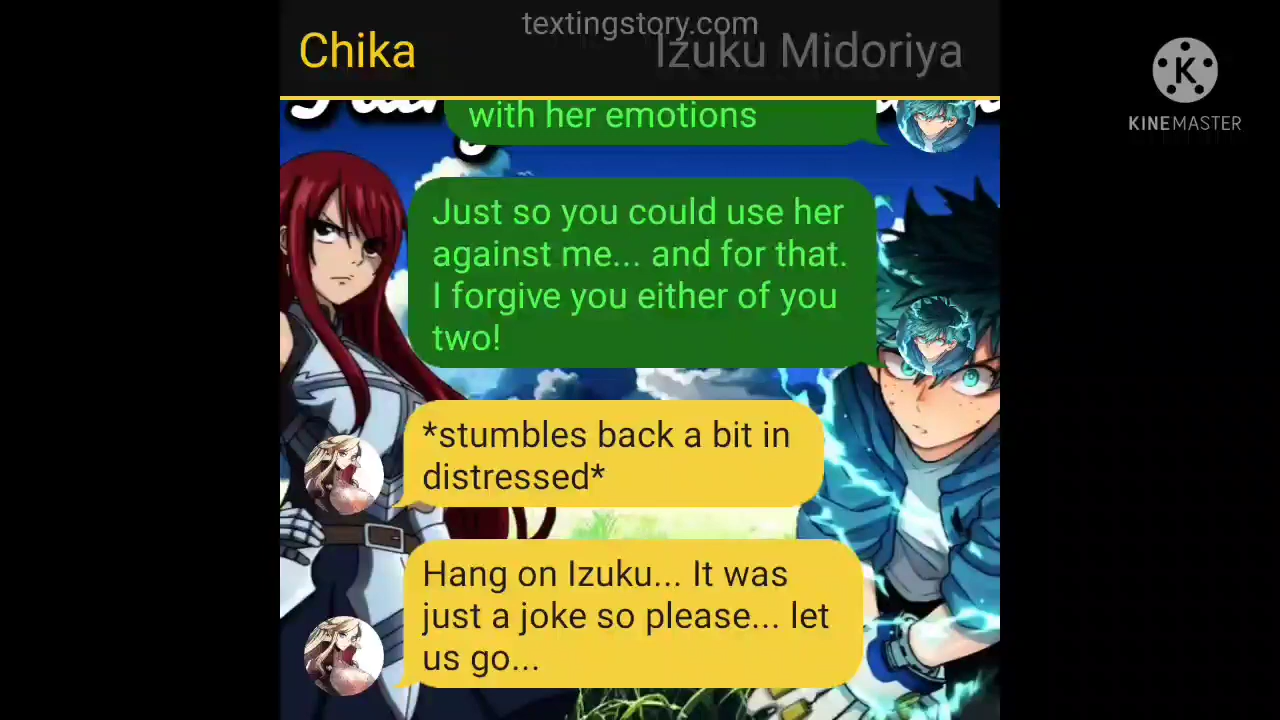 textingstory.com
Chika
Izuku Midoriya
KINEMASTER
with her emotions
Just so you could use her
against me... and for that.
I forgive you either of you
two!
*stumbles back a bit in
distressed*
Hang on Izuku... It was
just a joke so please... let
us go...